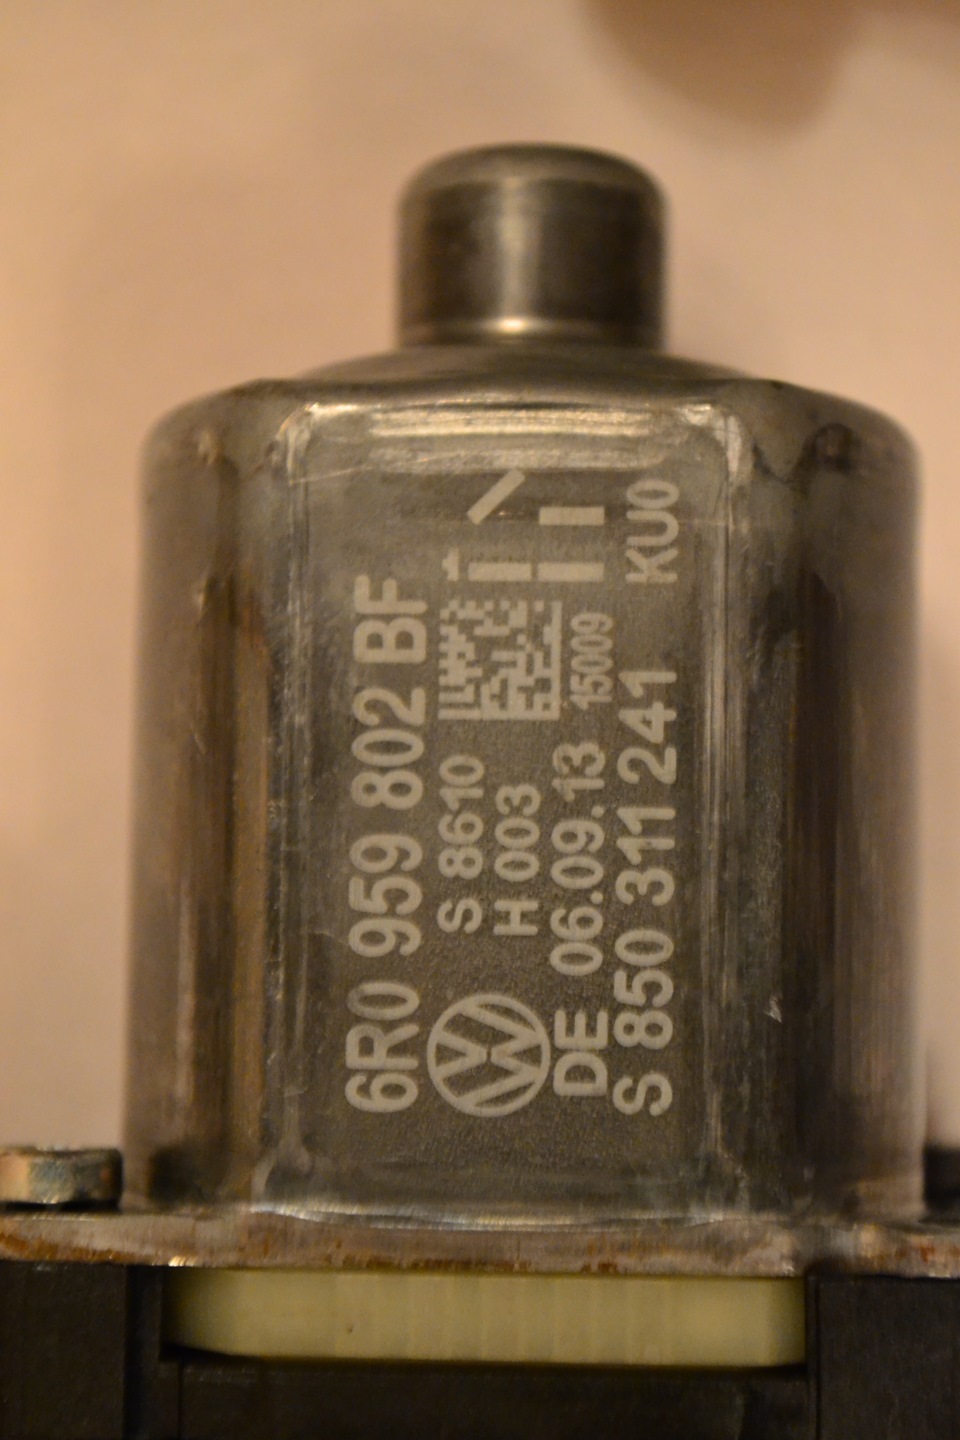 6R0 959 802 BF
S 8610
H 003
DE 06.09.13 15009
S 850 311 241 KU0